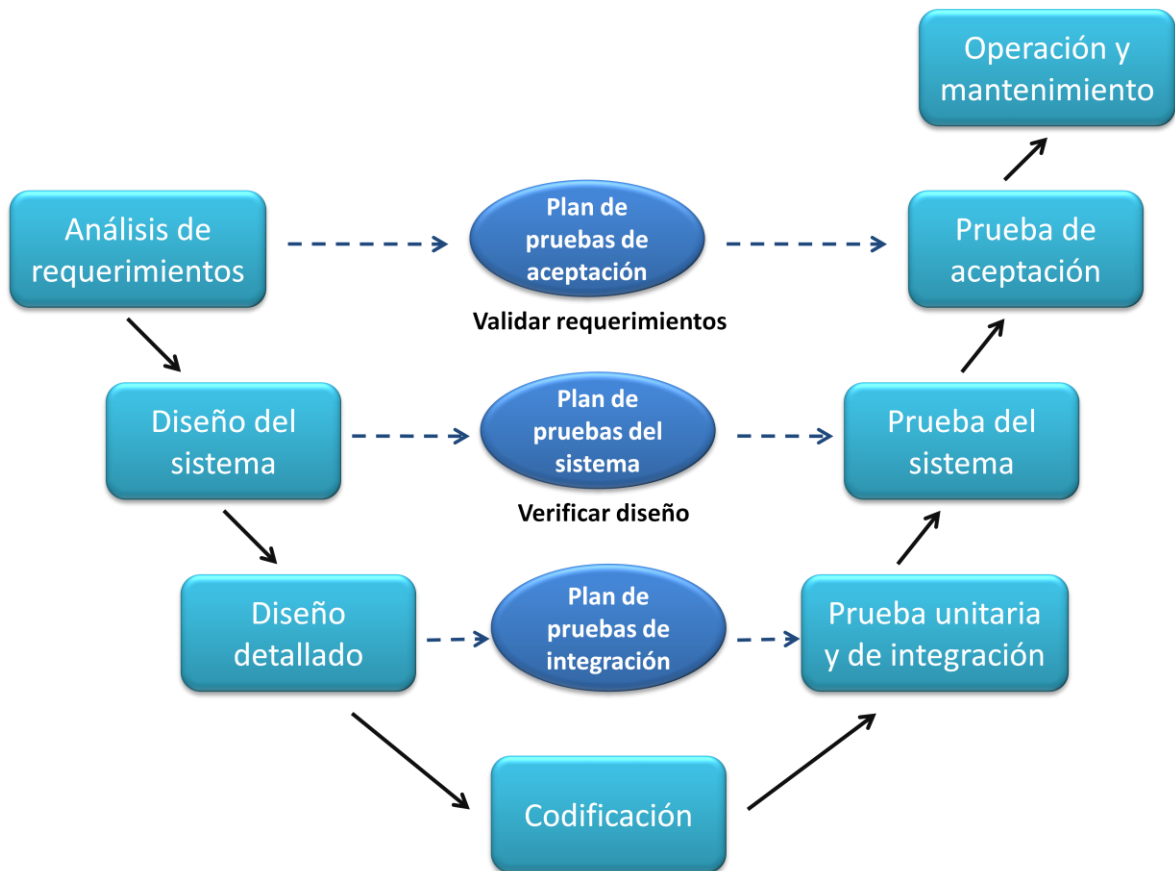 Operación y
mantenimiento
Análisis de
requerimientos
Plan de
pruebas de
aceptación
Prueba de
aceptación
Validar requerimientos
Diseño del
sistema
Plan de
pruebas del
sistema
Prueba del
sistema
Verificar diseño
Diseño
detallado
Plan de
pruebas de
integración
Prueba unitaria
y de integración
Codificación